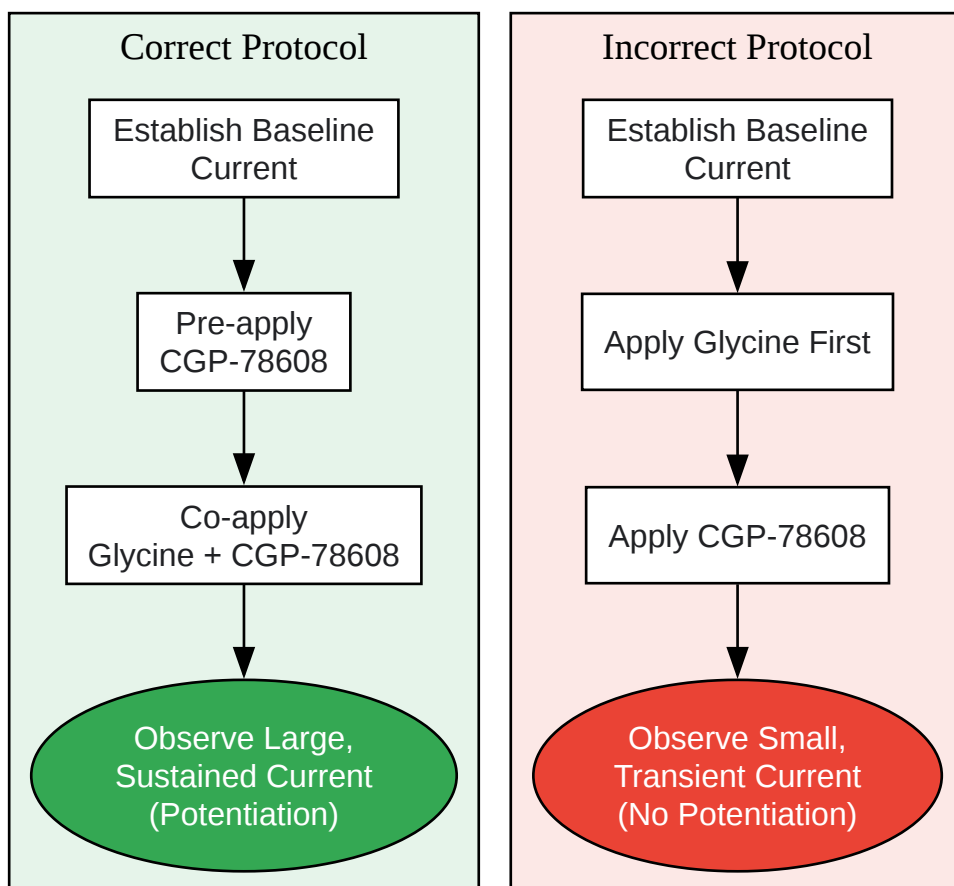 Correct Protocol
Establish Baseline
Current
Pre-apply
CGP-78608
Co-apply
Glycine + CGP-78608
Observe Large,
Sustained Current
(Potentiation)
Incorrect Protocol
Establish Baseline
Current
Apply Glycine First
Apply CGP-78608
Observe Small,
Transient Current
(No Potentiation)